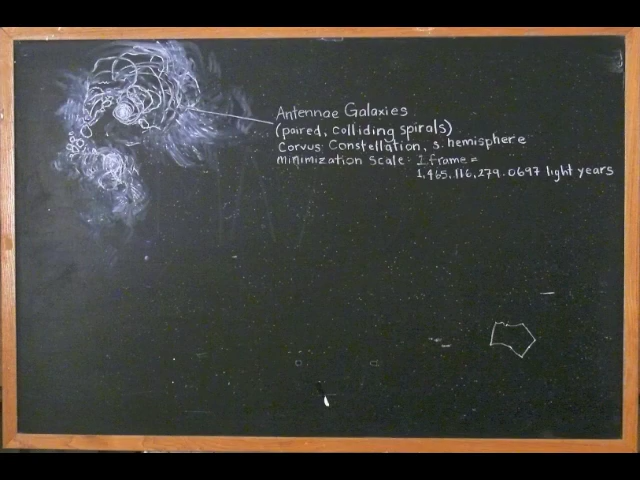 Antennae Galaxies
(paired, colliding spirals)
Corvus Constellation, s. hemisphere
minimization scale: 1 frame =
1,465,116,279.0697 light years